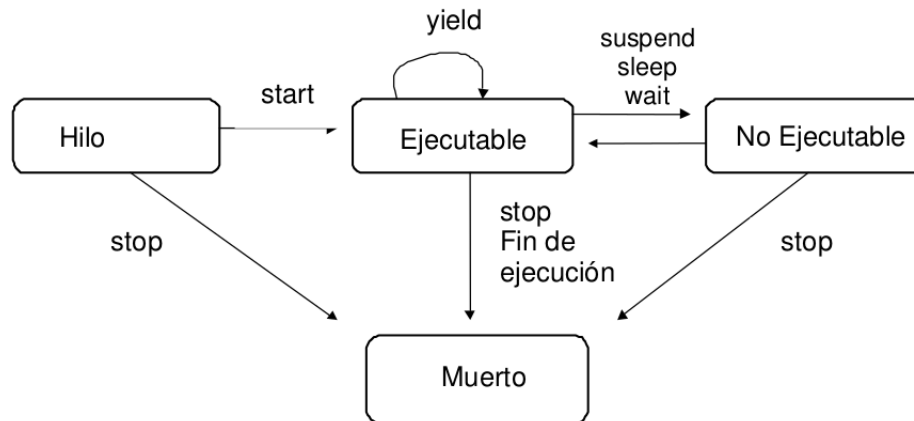 yield
suspend
sleep
wait
start
Hilo
Ejecutable
No Ejecutable
stop
stop
Fin de
ejecución
stop
Muerto